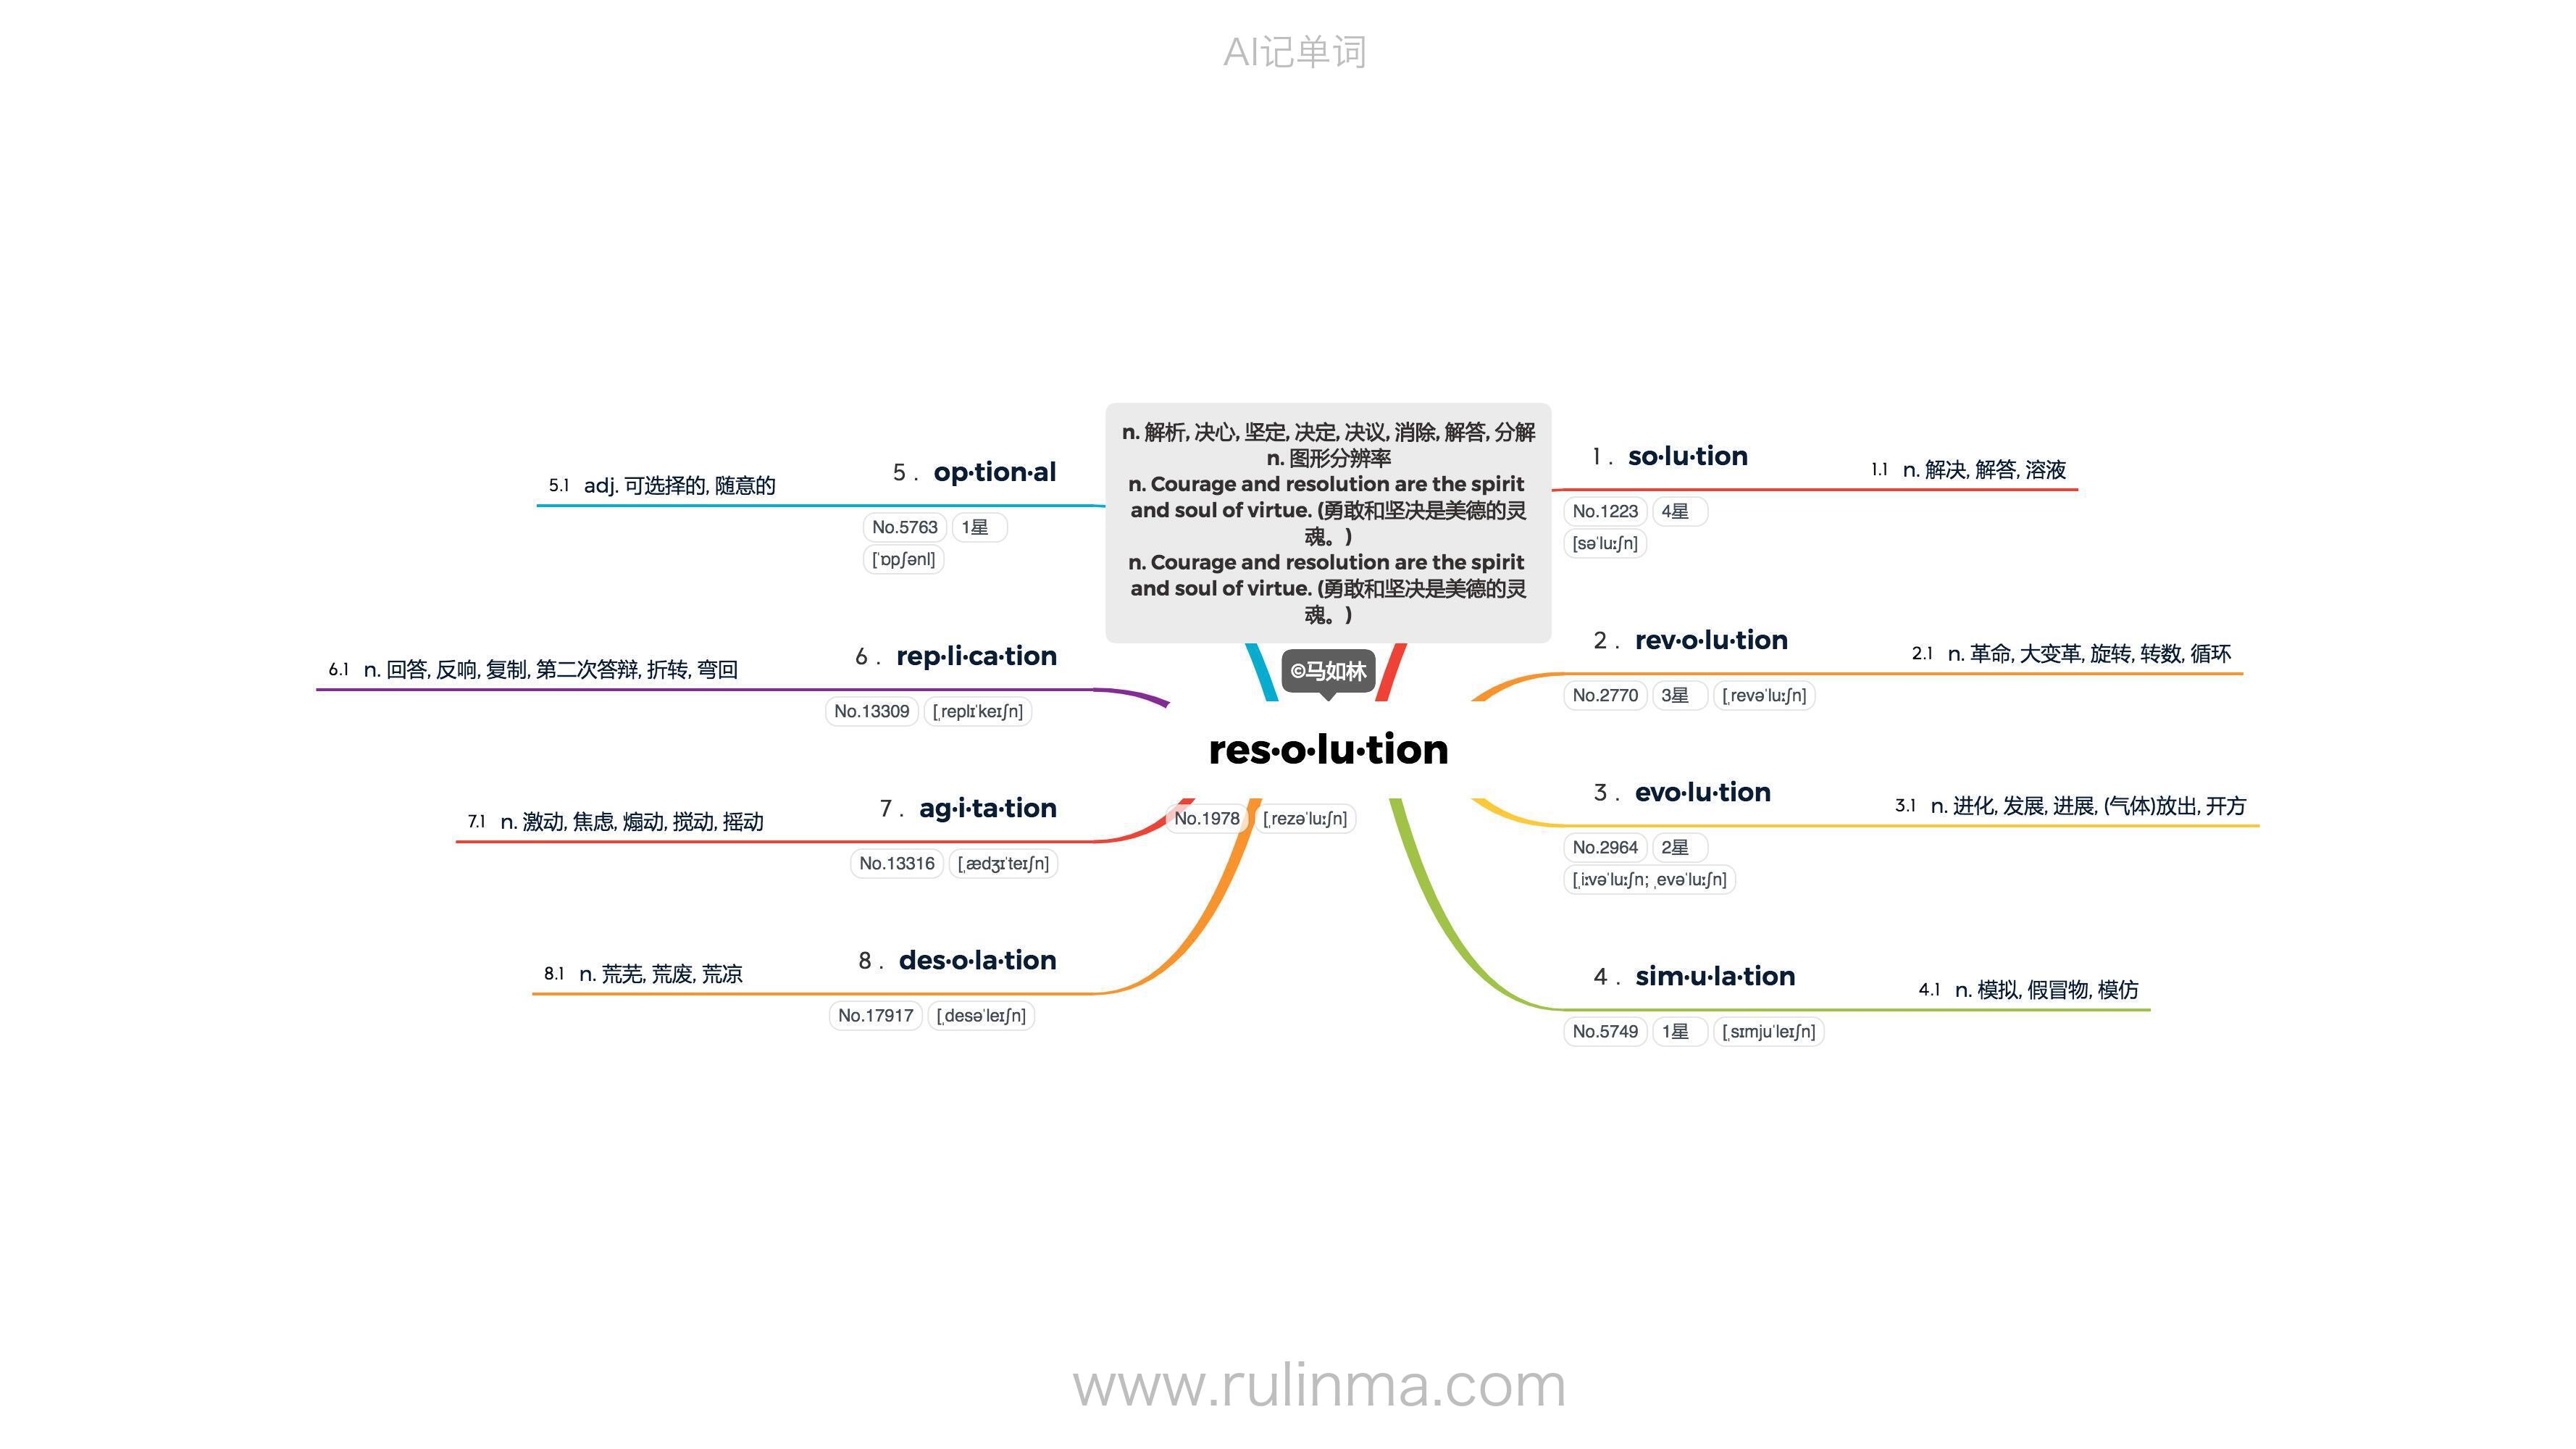 AI记单词
n. 解析, 决心, 坚定, 决定, 决议, 消除, 解答, 分解
n. 图形分辨率
n. Courage and resolution are the spirit
and soul of virtue. (勇敢和坚决是美德的灵
魂。)
n. Courage and resolution are the spirit
and soul of virtue. (勇敢和坚决是美德的灵
魂。)
©马如林
res·o·lu·tion
No.1978 [ˌrezəˈluːʃn]
1 . so·lu·tion 1.1 n. 解决, 解答, 溶液
No.1223 4星
[səˈluːʃn]
2 . rev·o·lu·tion 2.1 n. 革命, 大变革, 旋转, 转数, 循环
No.2770 3星 [ˌrevəˈluːʃn]
3 . evo·lu·tion 3.1 n. 进化, 发展, 进展, (气体)放出, 开方
No.2964 2星
[ˌiːvəˈluːʃn; ˌevəˈluːʃn]
4 . sim·u·la·tion 4.1 n. 模拟, 假冒物, 模仿
No.5749 1星 [ˌsɪmjuˈleɪʃn]
5 . op·tion·al 5.1 adj. 可选择的, 随意的
No.5763 1星
[ˈɒpʃənl]
6 . rep·li·ca·tion 6.1 n. 回答, 反响, 复制, 第二次答辩, 折转, 弯回
No.13309 [ˌreplɪˈkeɪʃn]
7 . ag·i·ta·tion 7.1 n. 激动, 焦虑, 煽动, 搅动, 摇动
No.13316 [ˌædʒɪˈteɪʃn]
8 . des·o·la·tion 8.1 n. 荒芜, 荒废, 荒凉
No.17917 [ˌdesəˈleɪʃn]
www.rulinma.com